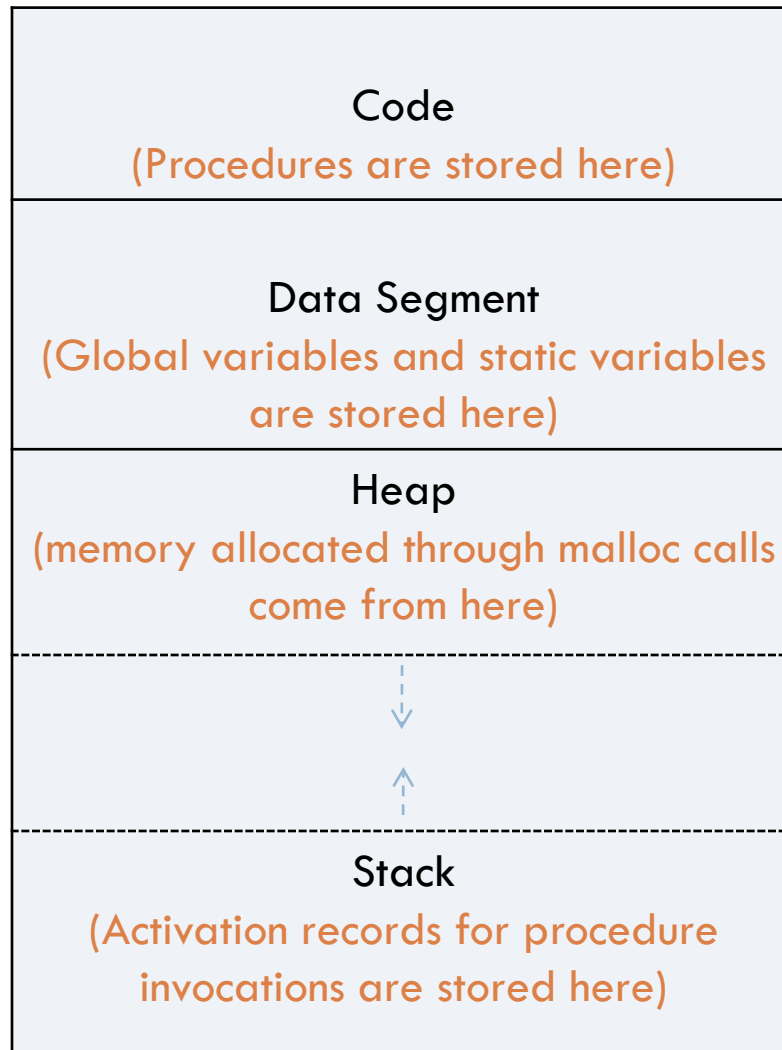 Code
(Procedures are stored here)
Data Segment
(Global variables and static variables
are stored here)
Heap
(memory allocated through malloc calls
come from here)
Stack
(Activation records for procedure
invocations are stored here)